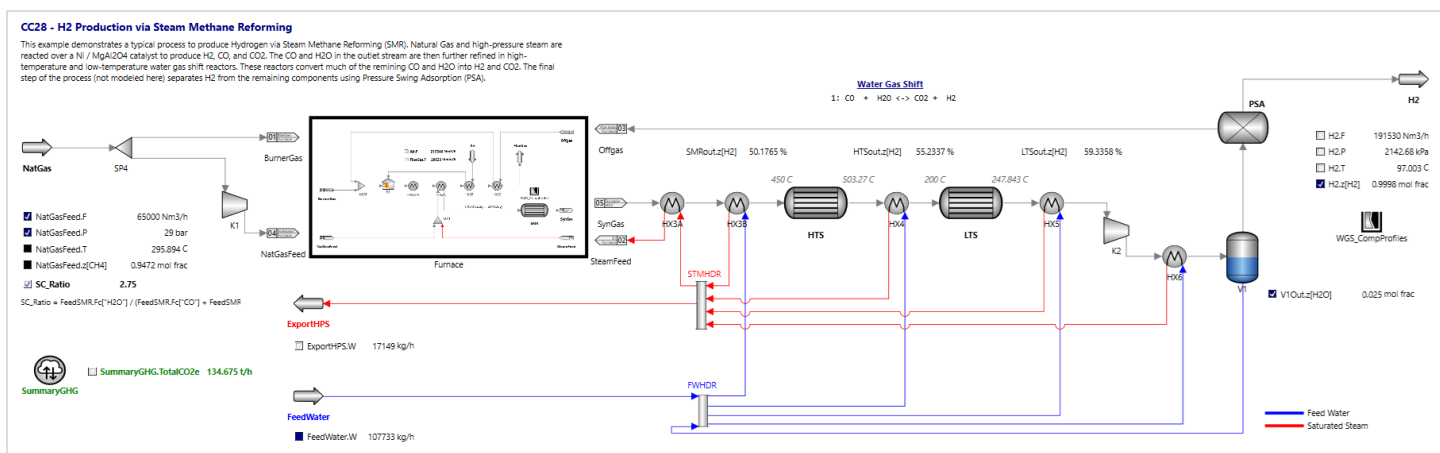 CC28 - H2 Production via Steam Methane Reforming
This example demonstrates a typical process to produce Hydrogen via Steam Methane Reforming (SMR). Natural Gas and high-pressure steam are
reacted over a Ni / MgAl2O4 catalyst to produce H2, CO, and CO2. The CO and H2O in the outlet stream are then further refined in high-
temperature and low-temperature water gas shift reactors. These reactors convert much of the remining CO and H2O into H2 and CO2. The final
step of the process (not modeled here) separates H2 from the remaining components using Pressure Swing Adsorption (PSA).
Water Gas Shift
1: CO + H2O <-> CO2 + H2
PSA
H2
NatGas
SP4
01
BurnerGas
K1
04
NatGasFeed
Furnace
03
Offgas
05
SynGas
02
SteamFeed
SMRout.z[H2] 50.1765 %
HTSout.z[H2] 55.2337 %
LTSout.z[H2] 59.3358 %
450 C
503.27 C
200 C
247.843 C
HX3A
HX3B
HTS
HX4
LTS
HX5
K2
HX6
V1
H2.F 191530 Nm3/h
H2.P 2142.68 kPa
H2.T 97.003 C
H2.z[H2] 0.9998 mol frac
WGS_CompProfiles
V1Out.z[H2O] 0.025 mol frac
NatGasFeed.F 65000 Nm3/h
NatGasFeed.P 29 bar
NatGasFeed.T 295.894 C
NatGasFeed.z[CH4] 0.9472 mol frac
SC_Ratio 2.75
SC_Ratio = FeedSMR.Fc["H2O"] / (FeedSMR.Fc["CO"] + FeedSMR
STMHDR
ExportHPS
ExportHPS.W 17149 kg/h
SummaryGHG
SummaryGHG.TotalCO2e 134.675 t/h
FWHDR
FeedWater
FeedWater.W 107733 kg/h
Feed Water
Saturated Steam